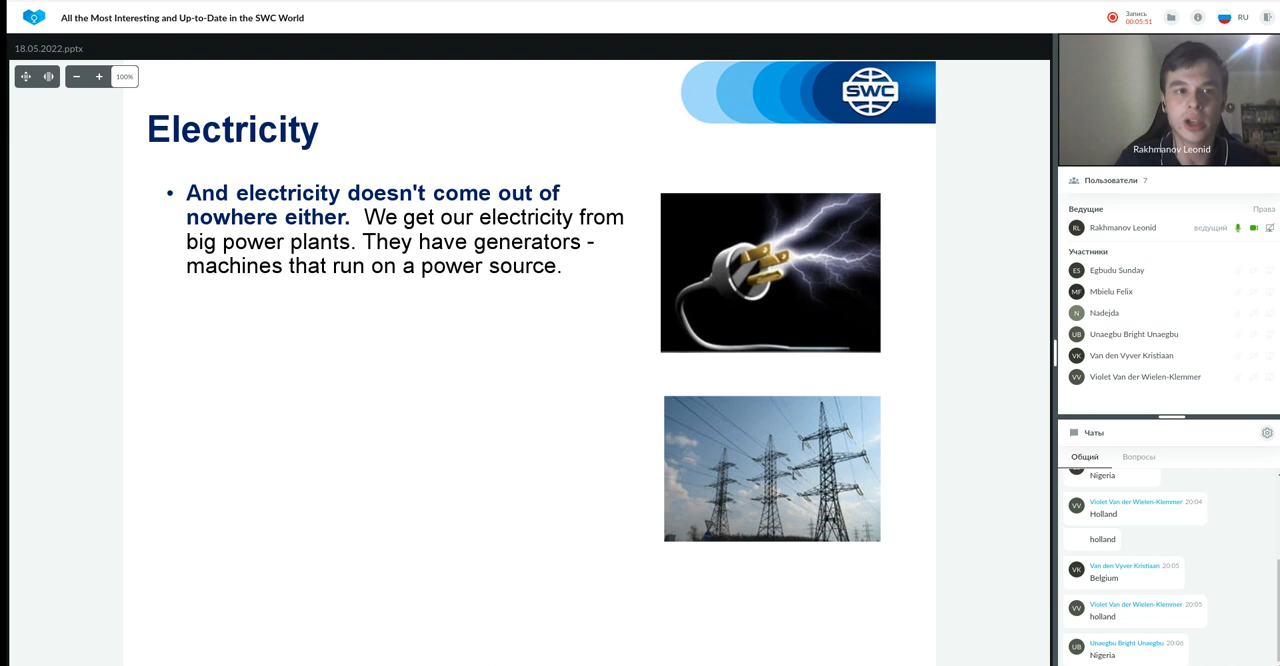 All the Most Interesting and Up-to-Date in the SWC World
Запись
00:05:51
RU
18.05.2022.pptx
100%
SWC
Electricity
• And electricity doesn't come out of
nowhere either. We get our electricity from
big power plants. They have generators -
machines that run on a power source.
Rakhmanov Leonid
Пользователи 7
Ведущие Права
RL Rakhmanov Leonid ведущий
Участники
ES Egbudu Sunday
MF Mbielu Felix
N Nadejda
UB Unaegbu Bright Unaegbu
VK Van den Vyver Kristiaan
VV Violet Van der Wielen-Klemmer
Чаты
Общий Вопросы
Nigeria
VV Violet Van der Wielen-Klemmer 20:04
Holland
holland
VK Van den Vyver Kristiaan 20:05
Belgium
VV Violet Van der Wielen-Klemmer 20:05
holland
UB Unaegbu Bright Unaegbu 20:06
Nigeria